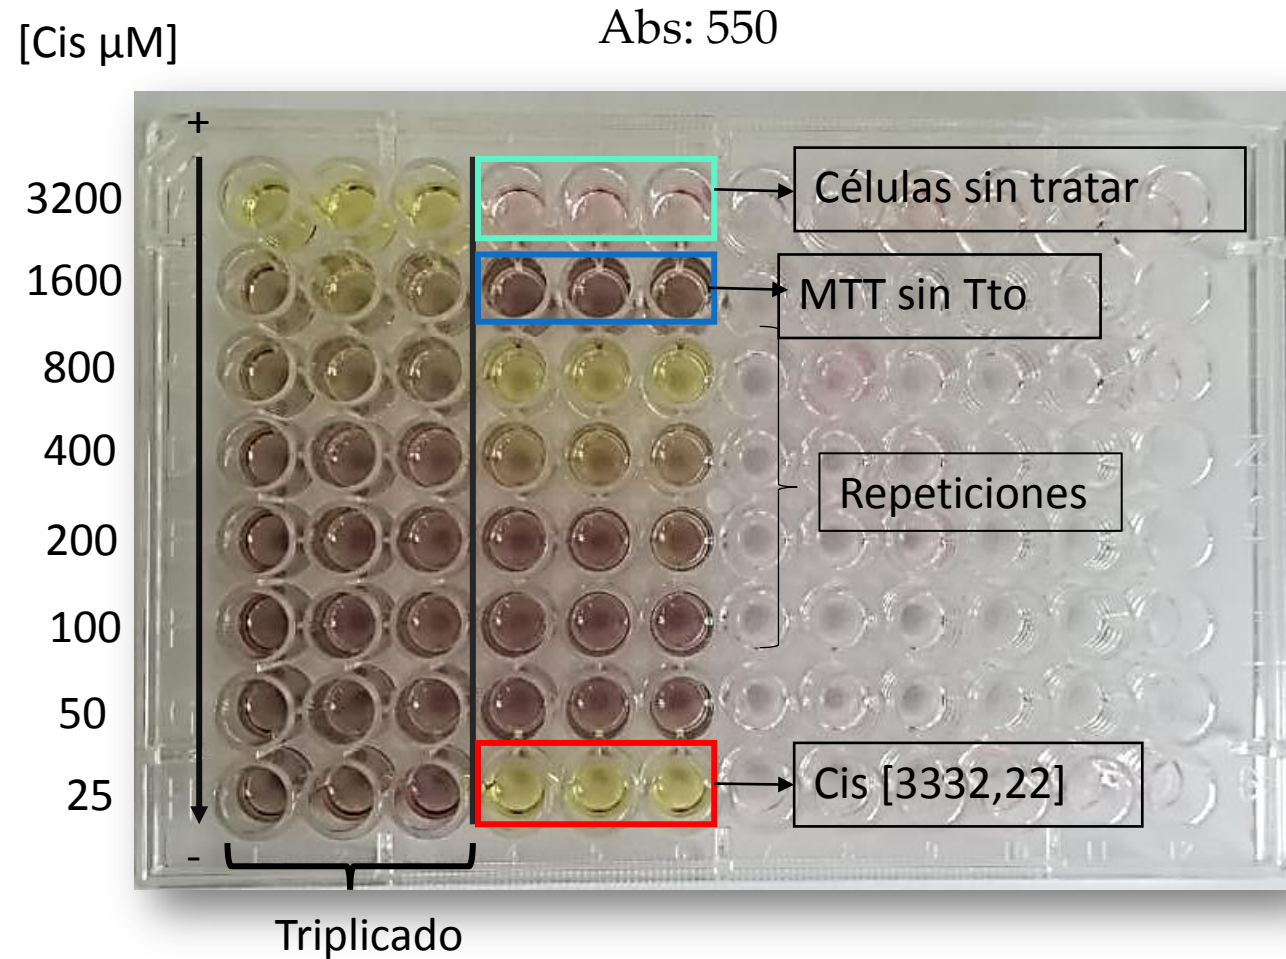 Abs: 550
[Cis µM]
+
3200
1600
800
400
200
100
50
25
-
Células sin tratar
MTT sin Tto
Repeticiones
Cis [3332,22]
Triplicado